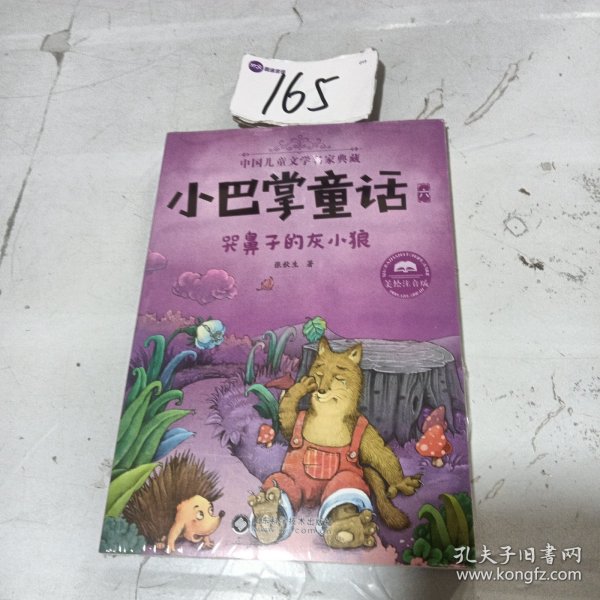 165
中国儿童文学名家典藏
小巴掌童话
哭鼻子的灰小狼
张秋生 著
美绘注音版
孔夫子旧书网
www.kongfz.com